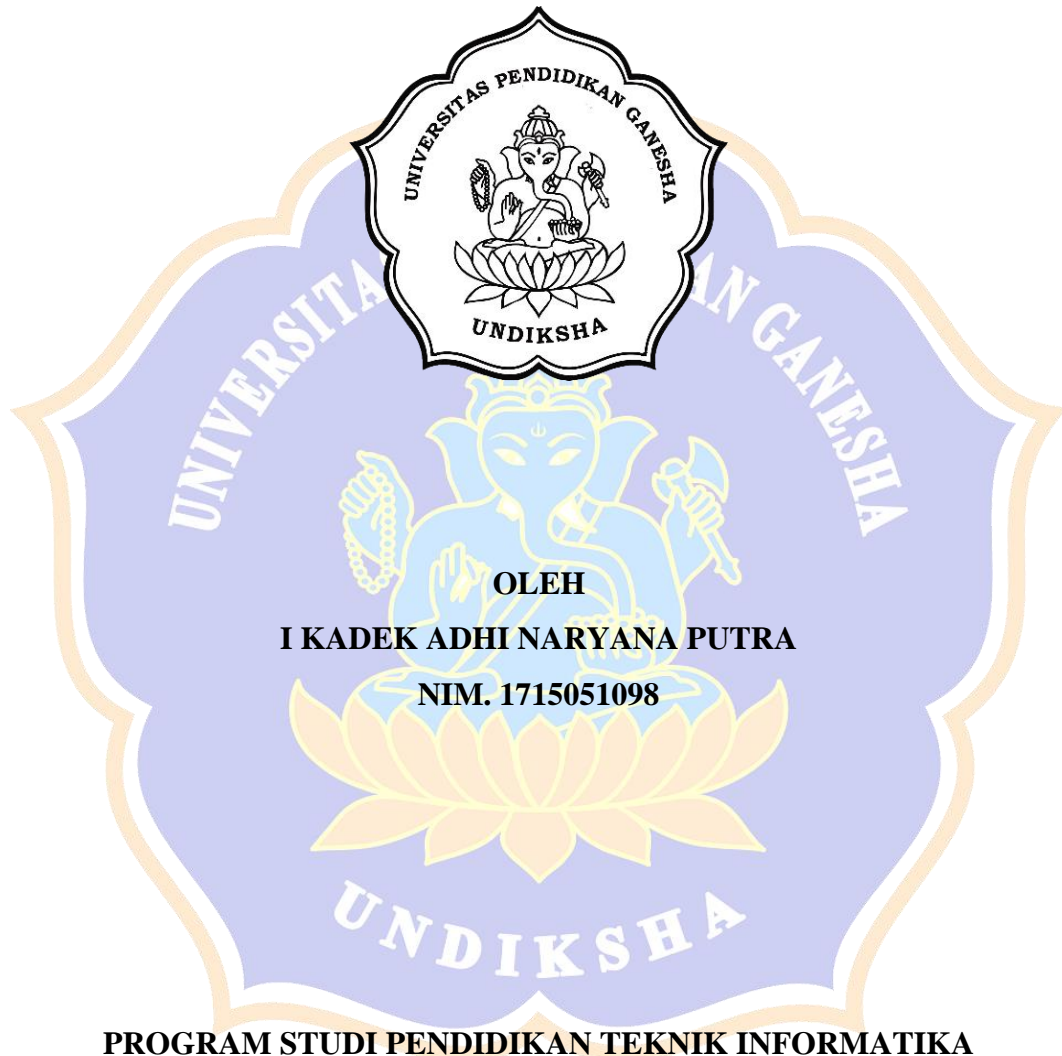 UNIVERSITAS PENDIDIKAN GANESHA
UNDIKSHA
OLEH
I KADEK ADHI NARYANA PUTRA
NIM. 1715051098
UNDIKSHA
PROGRAM STUDI PENDIDIKAN TEKNIK INFORMATIKA